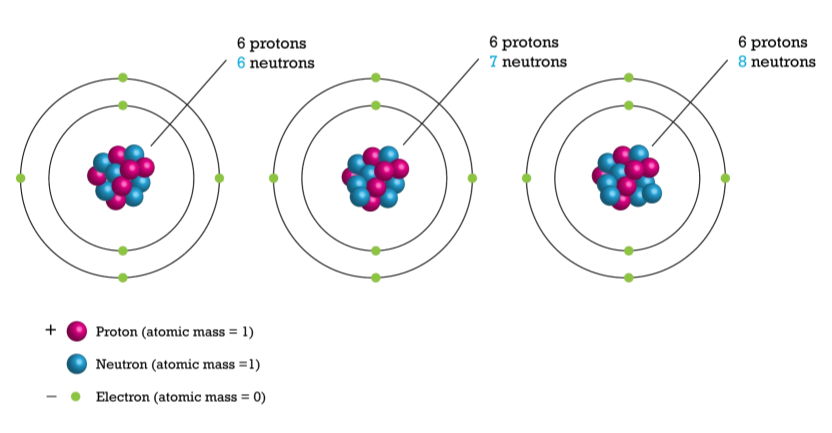 6 protons
6 neutrons
6 protons
7 neutrons
6 protons
8 neutrons
+ Proton (atomic mass = 1)
Neutron (atomic mass =1)
− Electron (atomic mass = 0)